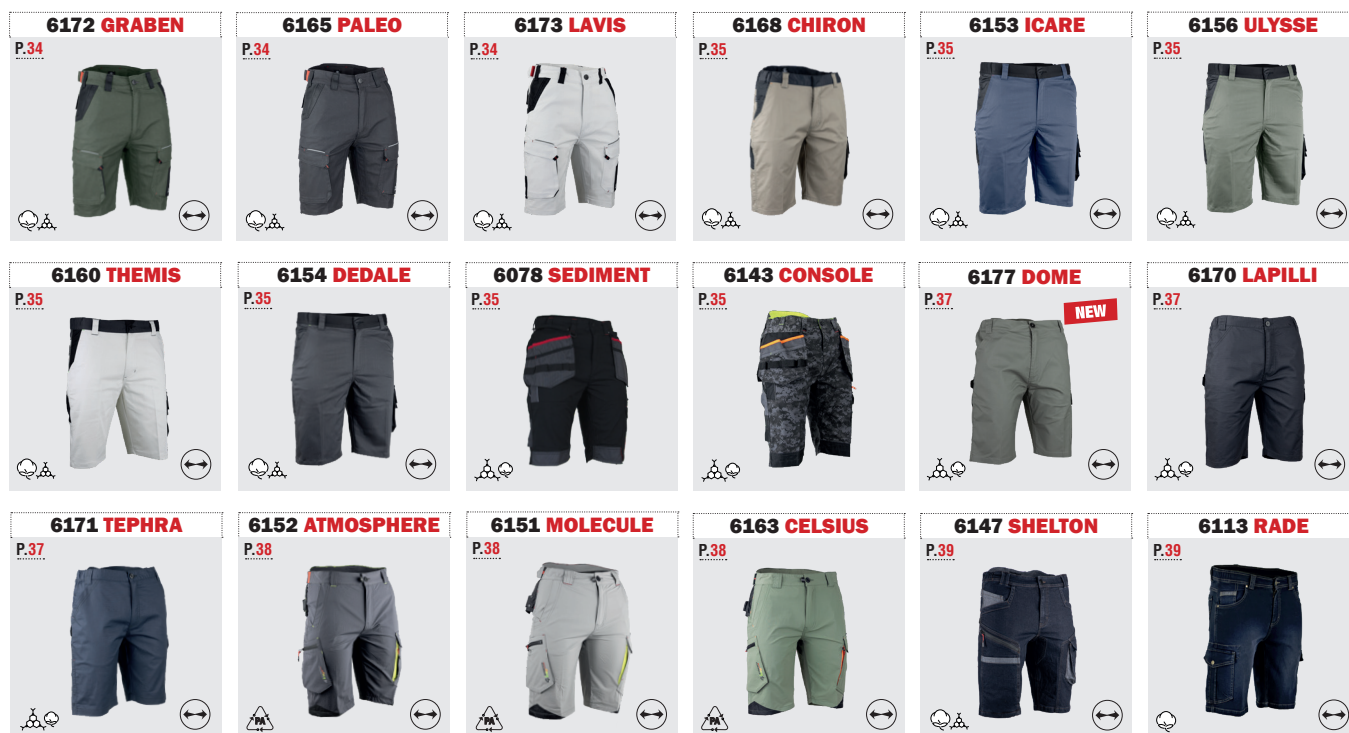 6172 GRABEN
P.34
6165 PALEO
P.34
6173 LAVIS
P.34
6168 CHIRON
P.35
6153 ICARE
P.35
6156 ULYSSE
P.35
6160 THEMIS
P.35
6154 DEDALE
P.35
6078 SEDIMENT
P.35
6143 CONSOLE
P.35
6177 DOME
P.37
NEW
6170 LAPILLI
P.37
6171 TEPHRA
P.37
6152 ATMOSPHERE
P.38
PA
6151 MOLECULE
P.38
PA
6163 CELSIUS
P.38
PA
6147 SHELTON
P.39
6113 RADE
P.39